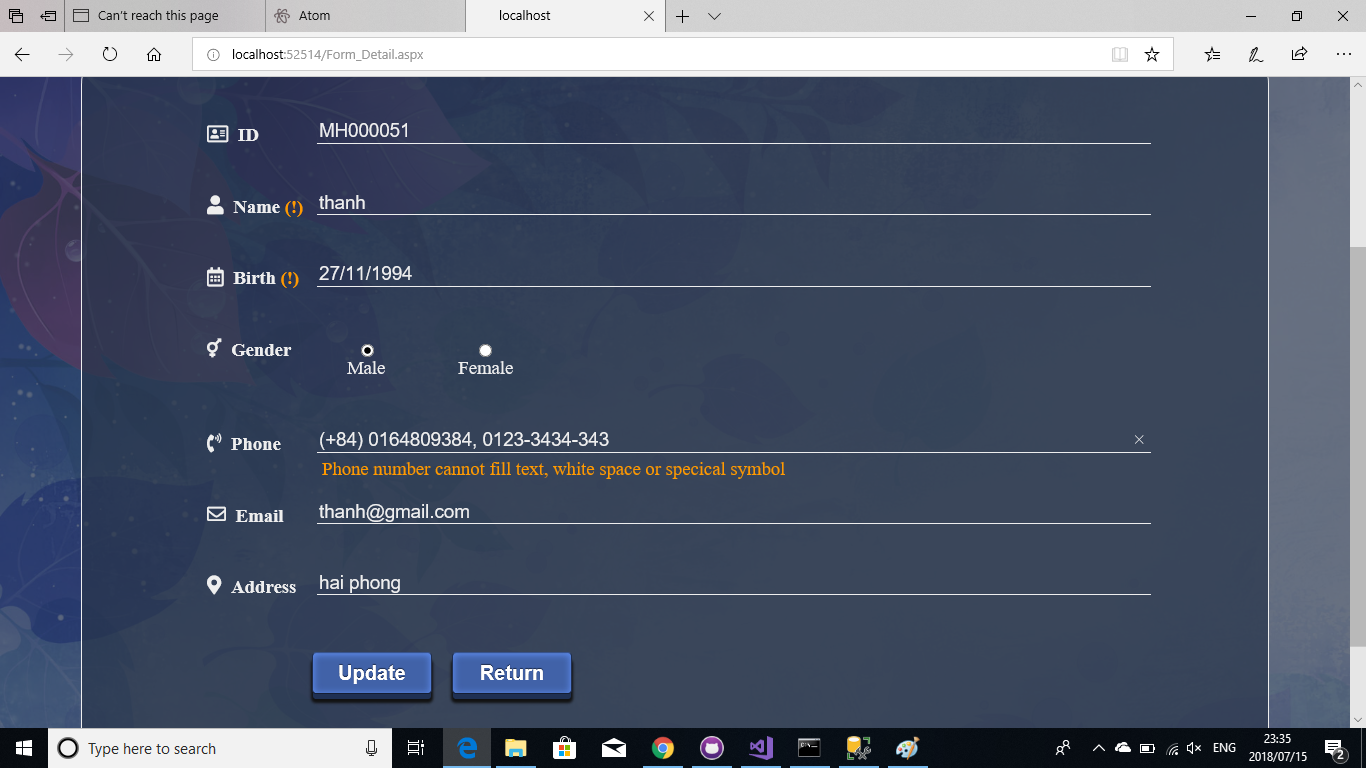 Can't reach this page
Atom
localhost
localhost:52514/Form_Detail.aspx
ID MH000051
Name (!) thanh
Birth (!) 27/11/1994
Gender
Male Female
Phone (+84) 0164809384, 0123-3434-343
Phone number cannot fill text, white space or specical symbol
Email thanh@gmail.com
Address hai phong
Update Return
Type here to search
ENG
23:35
2018/07/15
2